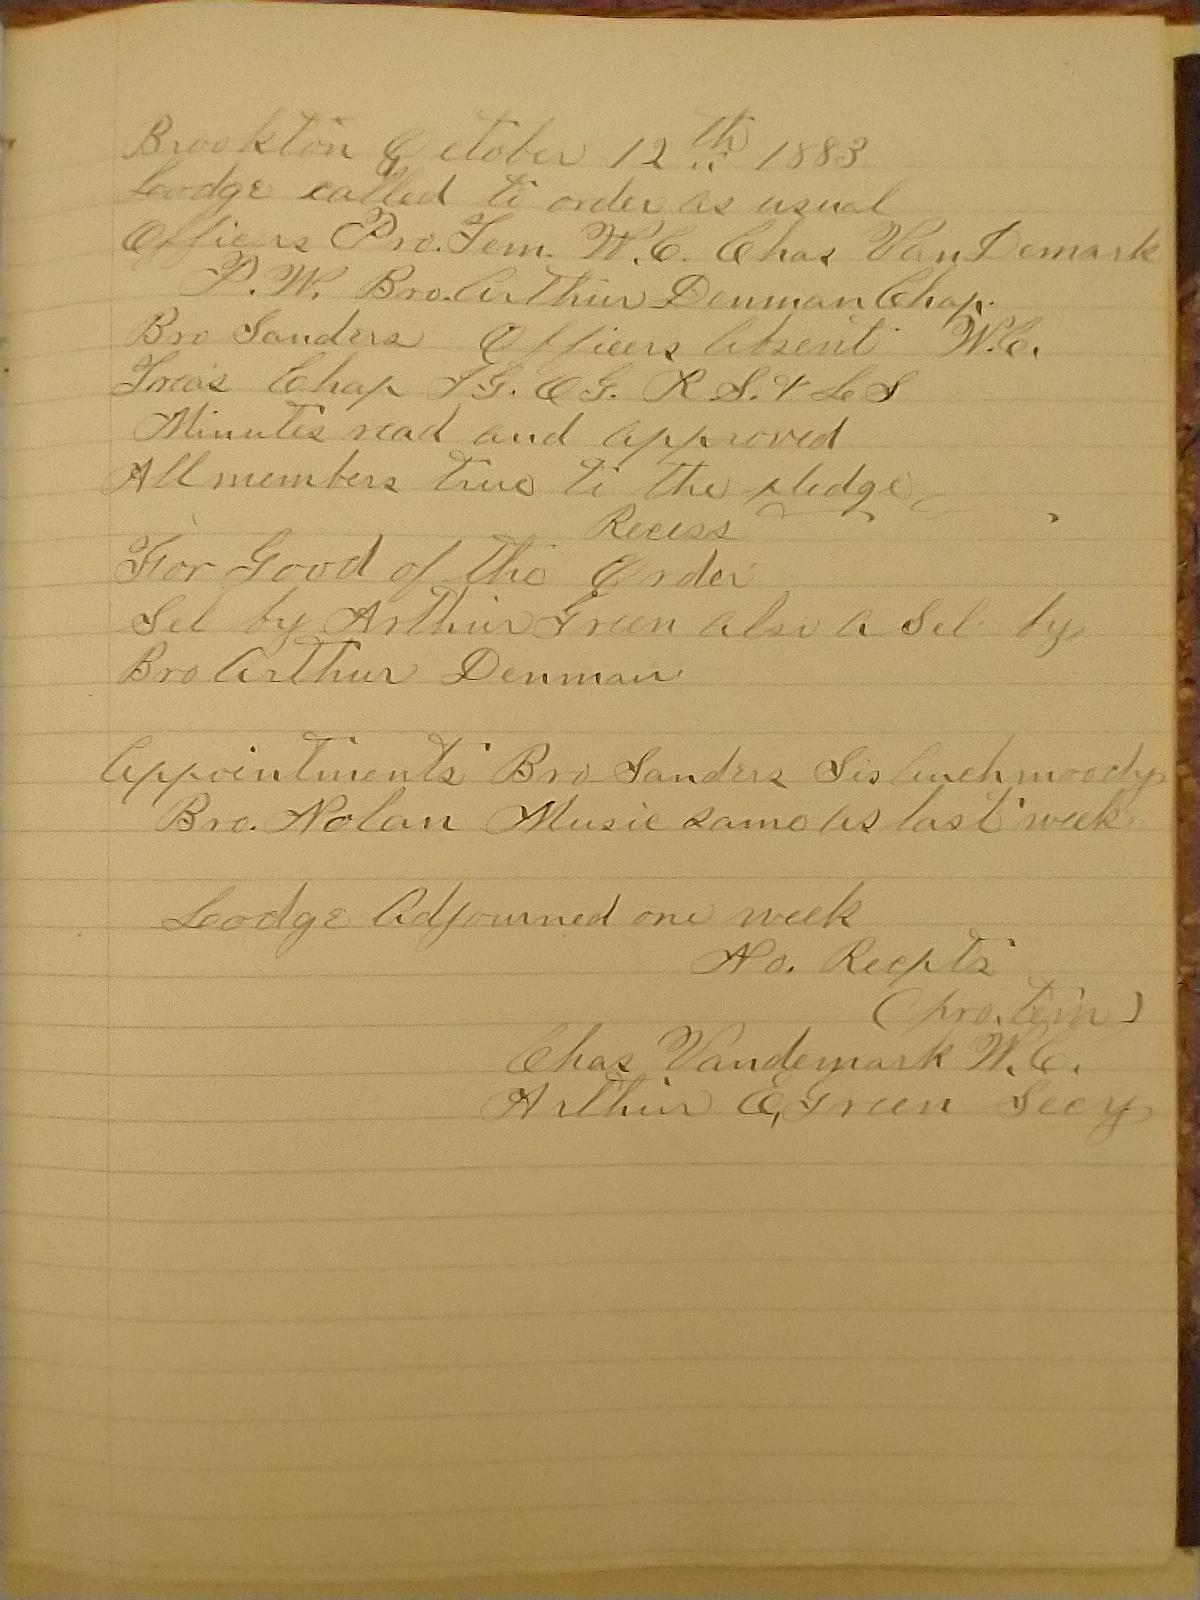 Brookton October 12th 1883
Lodge called to order as usual
Officers Pro. Tem. W.C. Chas VanDemark
P.W. Bro. Arthur Denman Chap.
Bro Sanders Officers Absent W.C.
Treas Chap I G. O G. R S. & L S
Minutes read and approved
All members true to the pledge
Recess
For Good of the Order
Sel by Arthur Green also a Sel by
Bro Arthur Denman
Appointments Bro Sanders Sis Auchmoody
Bro. Nolan Music same as last week
Lodge Adjourned one week
No. Recpts
(pro. tem)
Chas Vandemark W.C.
Arthur E, Green Secy